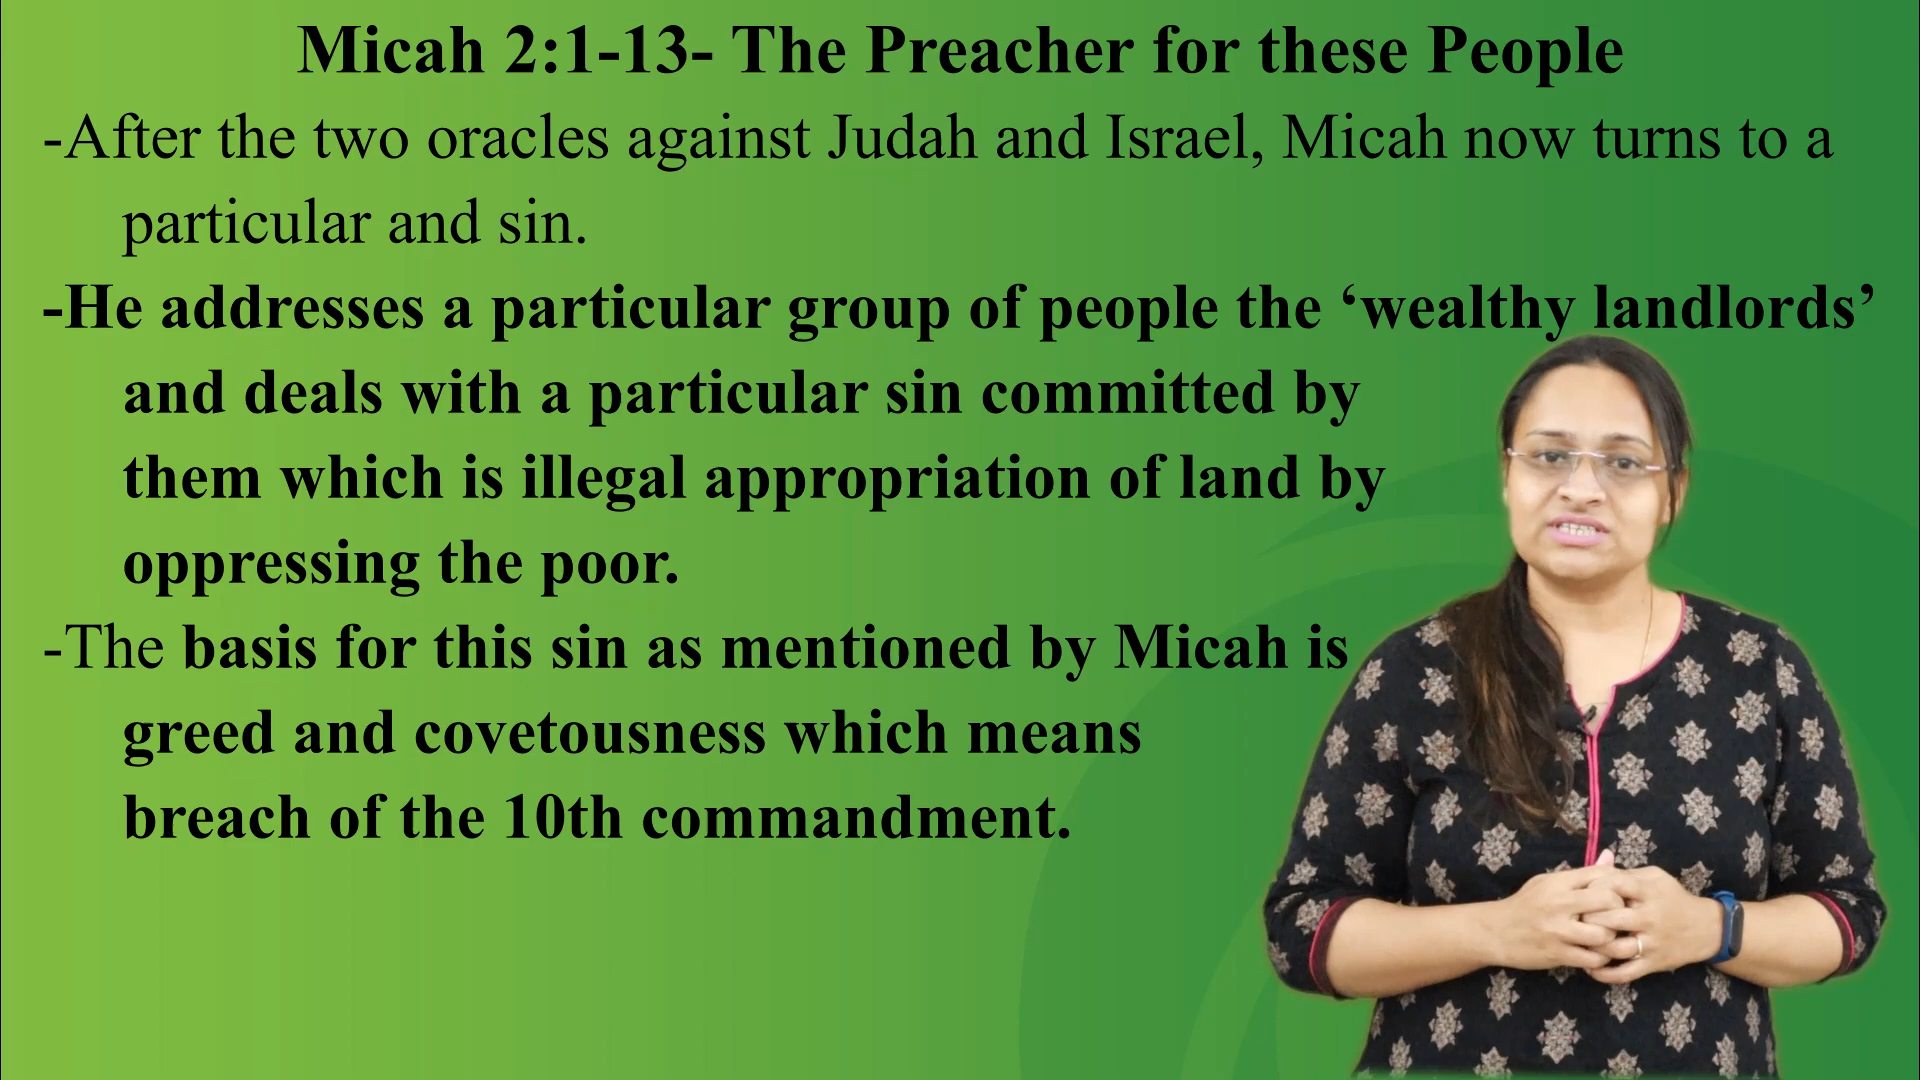 Micah 2:1-13- The Preacher for these People
-After the two oracles against Judah and Israel, Micah now turns to a
particular and sin.
-He addresses a particular group of people the ‘wealthy landlords’
and deals with a particular sin committed by
them which is illegal appropriation of land by
oppressing the poor.
-The basis for this sin as mentioned by Micah is
greed and covetousness which means
breach of the 10th commandment.